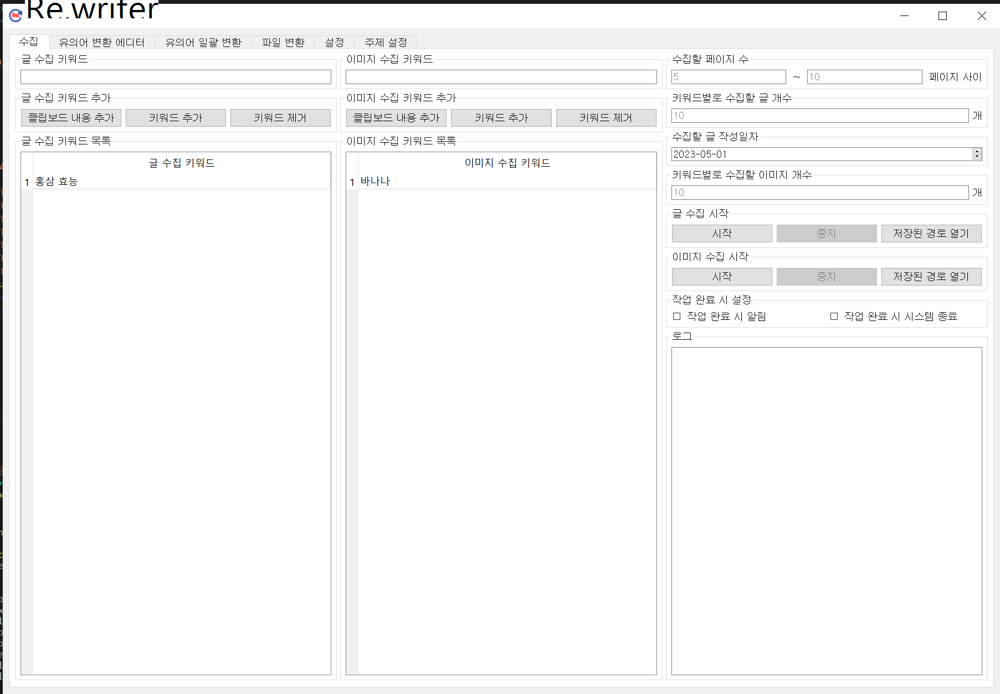 Re.writer
수집
유의어 변환 에디터
유의어 일괄 변환
파일 변환
설정
주제 설정
글 수집 키워드
글 수집 키워드 추가
클립보드 내용 추가
키워드 추가
키워드 제거
글 수집 키워드 목록
글 수집 키워드
1 홍삼 효능
이미지 수집 키워드
이미지 수집 키워드 추가
클립보드 내용 추가
키워드 추가
키워드 제거
이미지 수집 키워드 목록
이미지 수집 키워드
1 바나나
수집할 페이지 수
5 ~ 10 페이지 사이
키워드별로 수집할 글 개수
10 개
수집할 글 작성일자
2023-05-01
키워드별로 수집할 이미지 개수
10 개
글 수집 시작
시작
중지
저장된 경로 열기
이미지 수집 시작
시작
중지
저장된 경로 열기
작업 완료 시 설정
작업 완료 시 알림
작업 완료 시 시스템 종료
로그